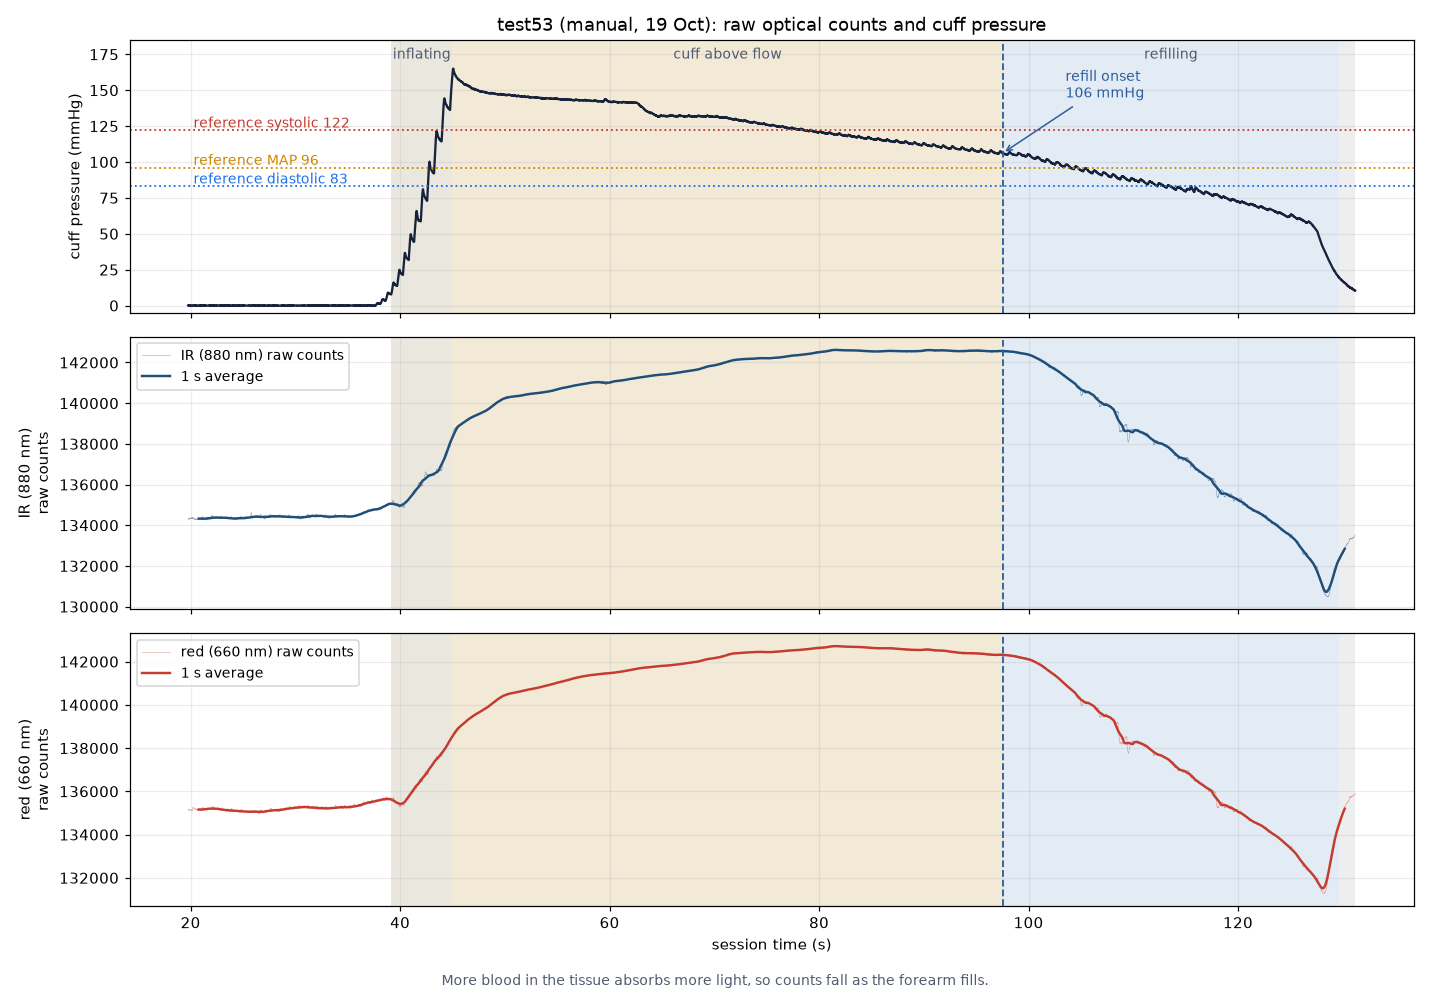 test53 (manual, 19 Oct): raw optical counts and cuff pressure
inflating
cuff above flow
refilling
refill onset
106 mmHg
reference systolic 122
reference MAP 96
reference diastolic 83
cuff pressure (mmHg)
175
150
125
100
75
50
25
0
IR (880 nm) raw counts
1 s average
IR (880 nm)
raw counts
142000
140000
138000
136000
134000
132000
130000
red (660 nm) raw counts
1 s average
red (660 nm)
raw counts
142000
140000
138000
136000
134000
132000
20 40 60 80 100 120
session time (s)
More blood in the tissue absorbs more light, so counts fall as the forearm fills.